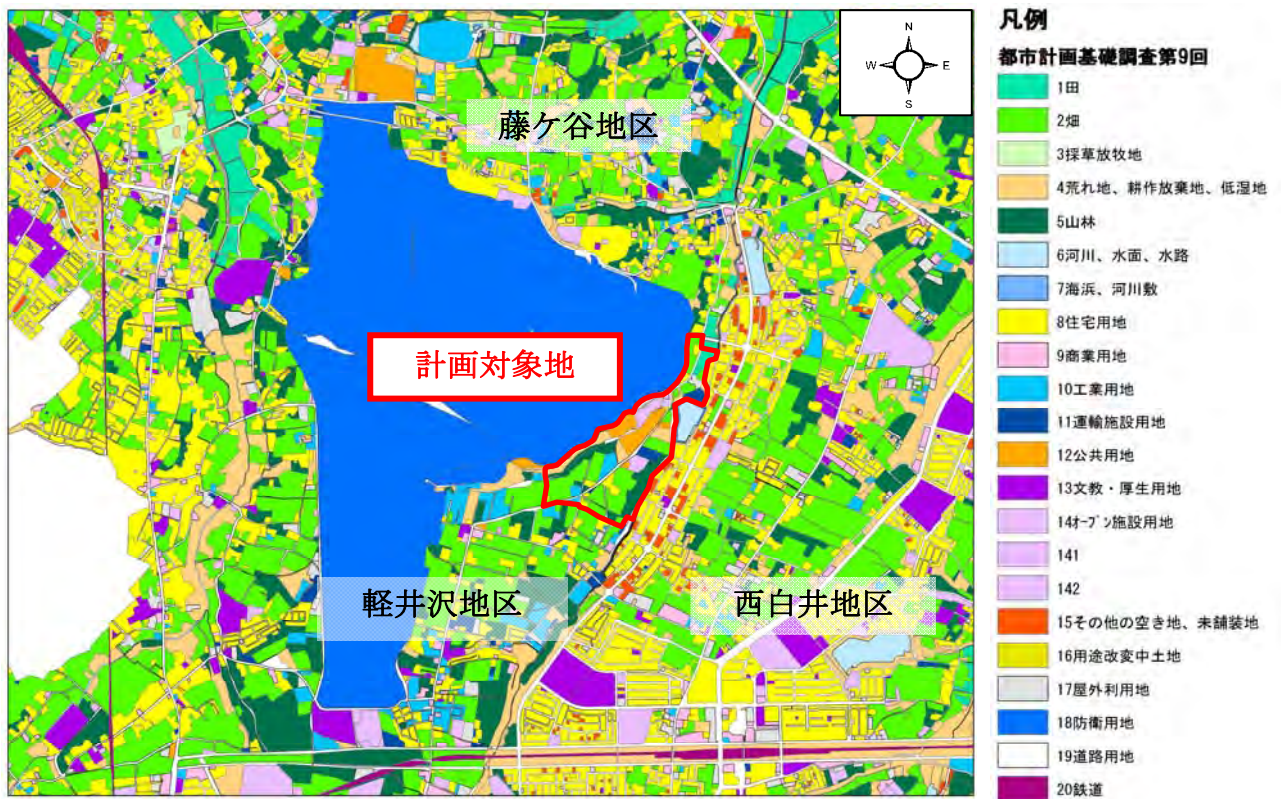 藤ケ谷地区
計画対象地
軽井沢地区
西白井地区
N
W
E
S
凡例
都市計画基礎調査第9回
1田
2畑
3採草放牧地
4荒れ地、耕作放棄地、低湿地
5山林
6河川、水面、水路
7海浜、河川敷
8住宅用地
9商業用地
10工業用地
11運輸施設用地
12公共用地
13文教・厚生用地
14オープン施設用地
141
142
15その他の空き地、未舗装地
16用途改変中土地
17屋外利用地
18防衛用地
19道路用地
20鉄道